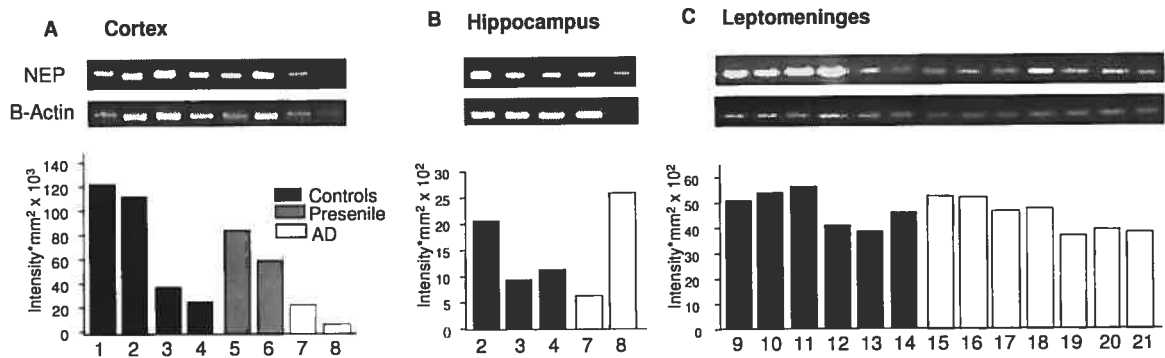 A Cortex
NEP
B-Actin
Intensity*mm² x 10³
140
120
100
80
60
40
20
0
1 2 3 4 5 6 7 8
Controls
Presenile
AD
B Hippocampus
Intensity*mm² x 10²
30
25
20
15
10
5
0
2 3 4 7 8
C Leptomeninges
Intensity*mm² x 10²
60
50
40
30
20
10
0
9 10 11 12 13 14 15 16 17 18 19 20 21